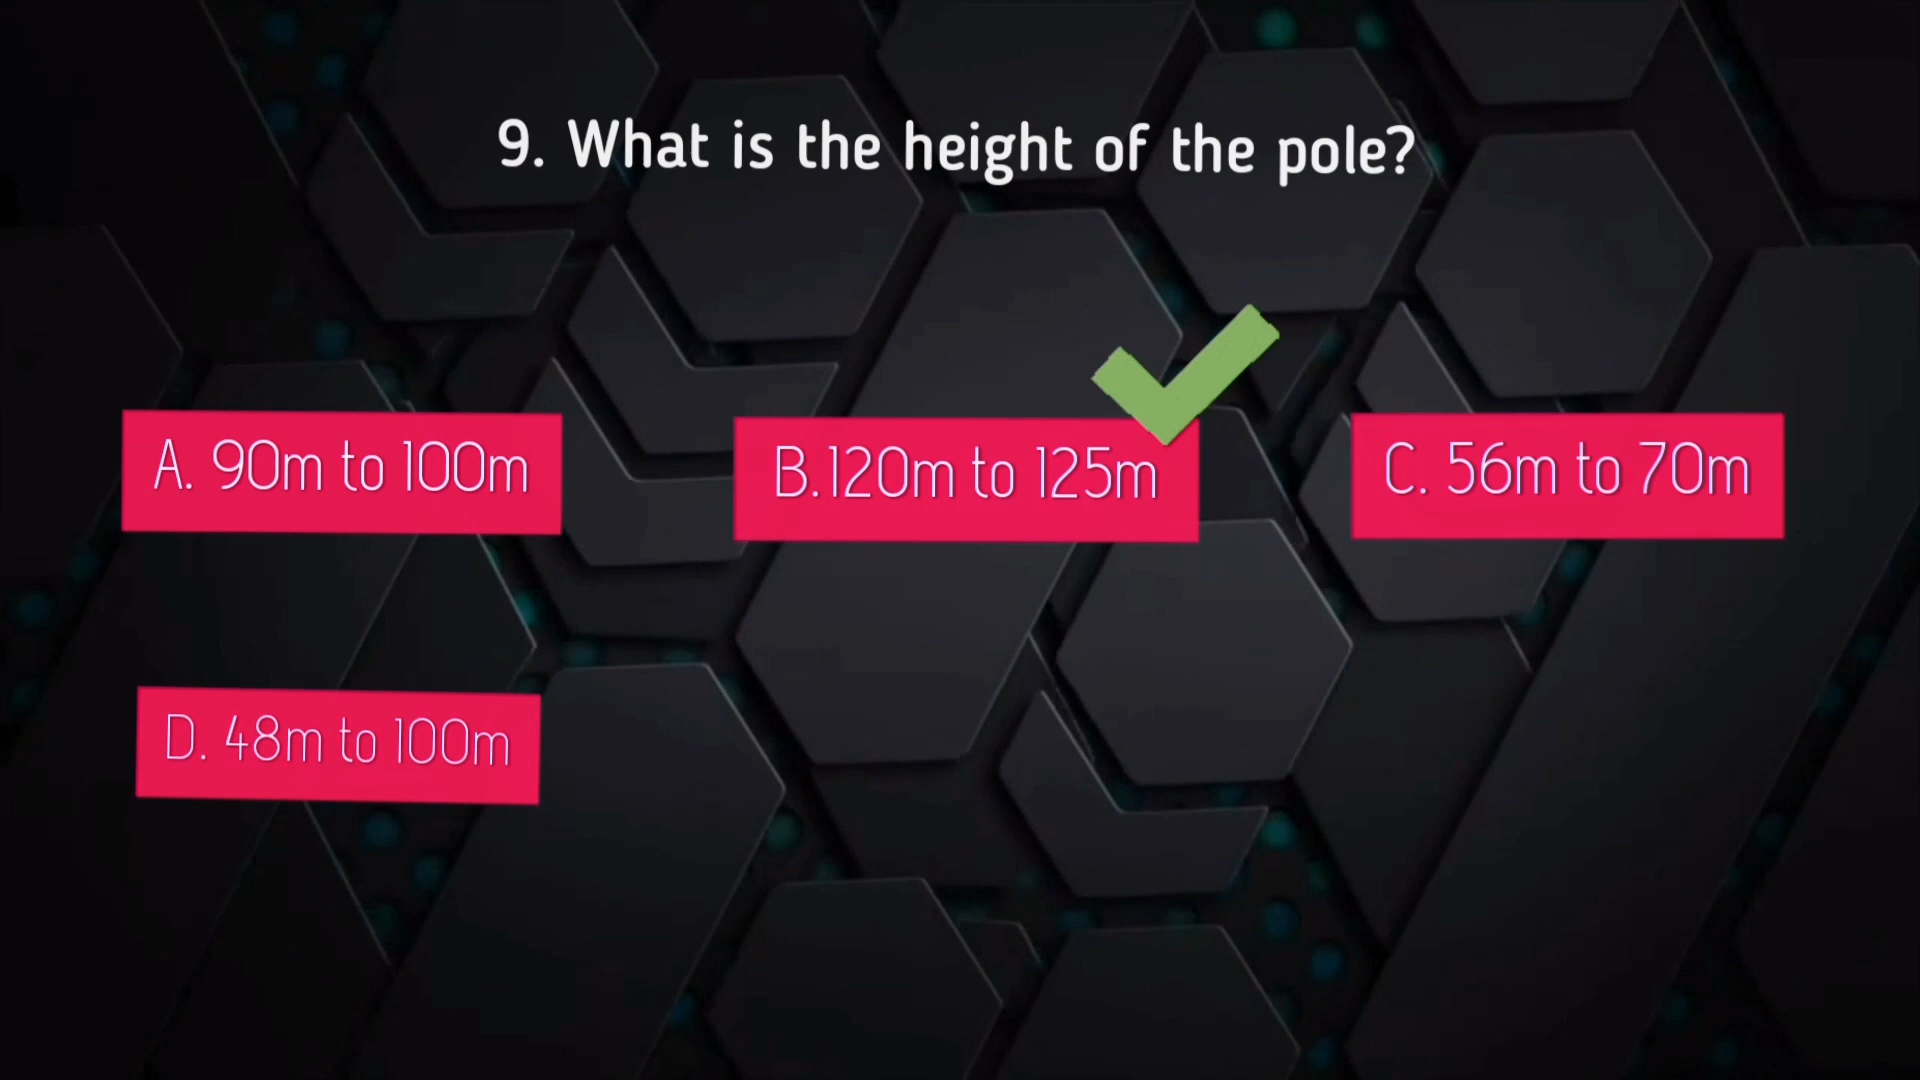 9. What is the height of the pole?
A. 90m to 100m
B.120m to 125m
C. 56m to 70m
D. 48m to 100m